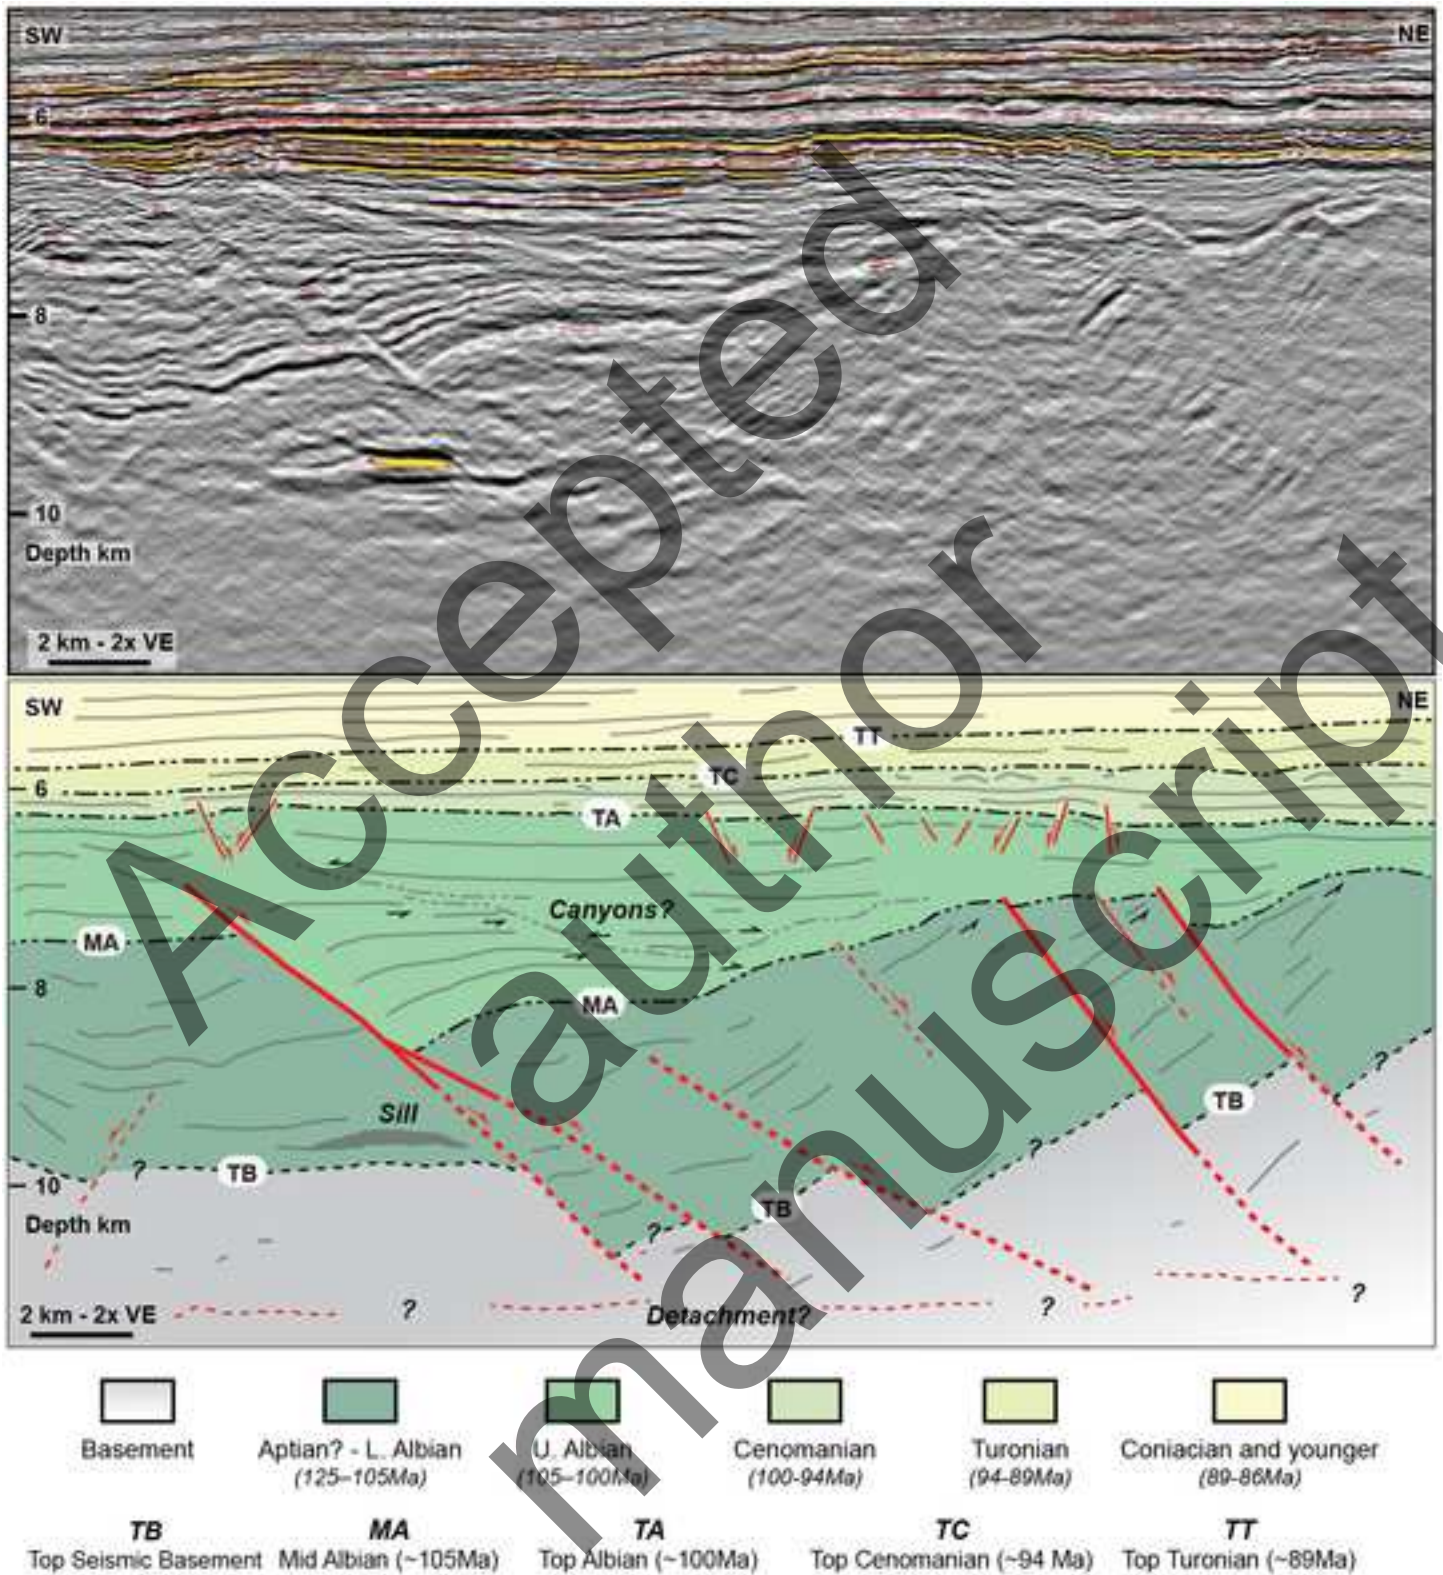 SW NE
6
8
10
Depth km
2 km - 2x VE
SW NE
TT
TC
6
TA
Canyons?
MA
8
MA
?
Sill
TB
?
? TB
10
TB
Depth km
?
?
2 km - 2x VE ? Detachment? ?
Basement Aptian? - L. Albian U. Albian Cenomanian Turonian Coniacian and younger
(125–105Ma) (105–100Ma) (100-94Ma) (94-89Ma) (89-86Ma)
TB MA TA TC TT
Top Seismic Basement Mid Albian (~105Ma) Top Albian (~100Ma) Top Cenomanian (~94 Ma) Top Turonian (~89Ma)
Accepted
author
manuscript